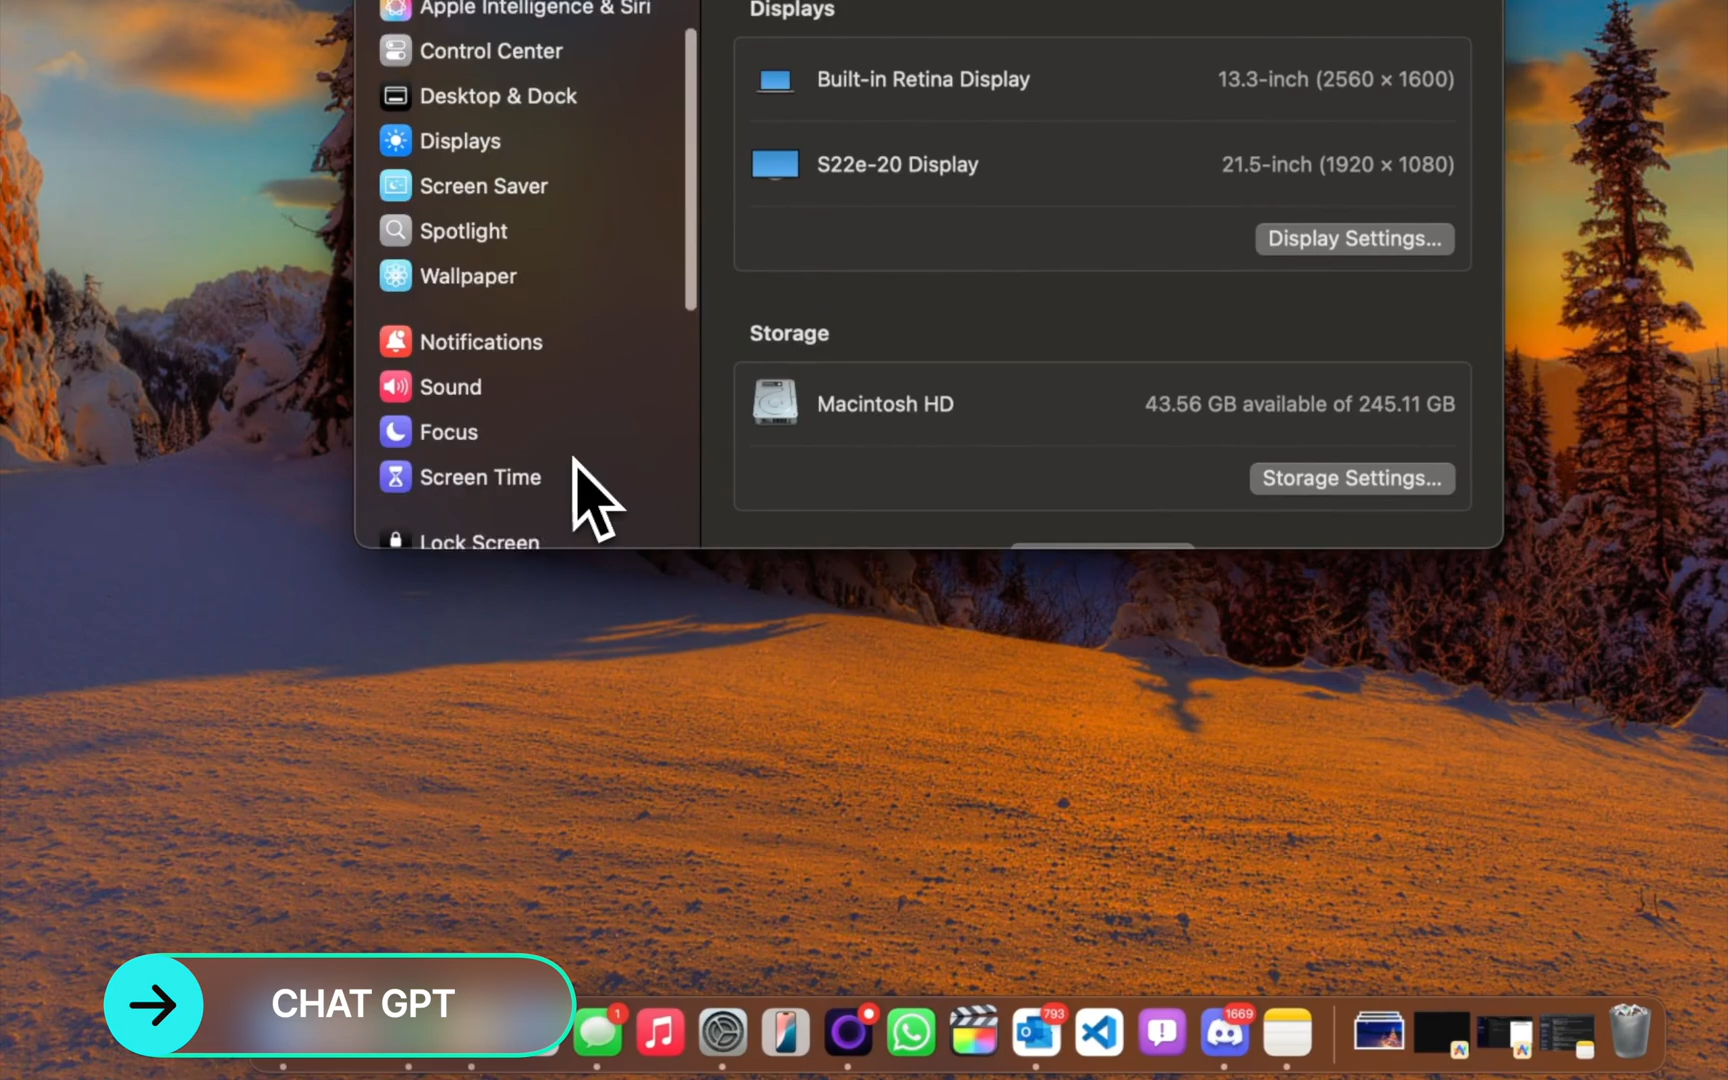 Apple Intelligence & Siri
Control Center
Desktop & Dock
Displays
Screen Saver
Spotlight
Wallpaper
Notifications
Sound
Focus
Screen Time
Lock Screen
Displays
Built-in Retina Display 13.3-inch (2560 × 1600)
S22e-20 Display 21.5-inch (1920 × 1080)
Display Settings...
Storage
Macintosh HD 43.56 GB available of 245.11 GB
Storage Settings...
CHAT GPT
1
793
1669